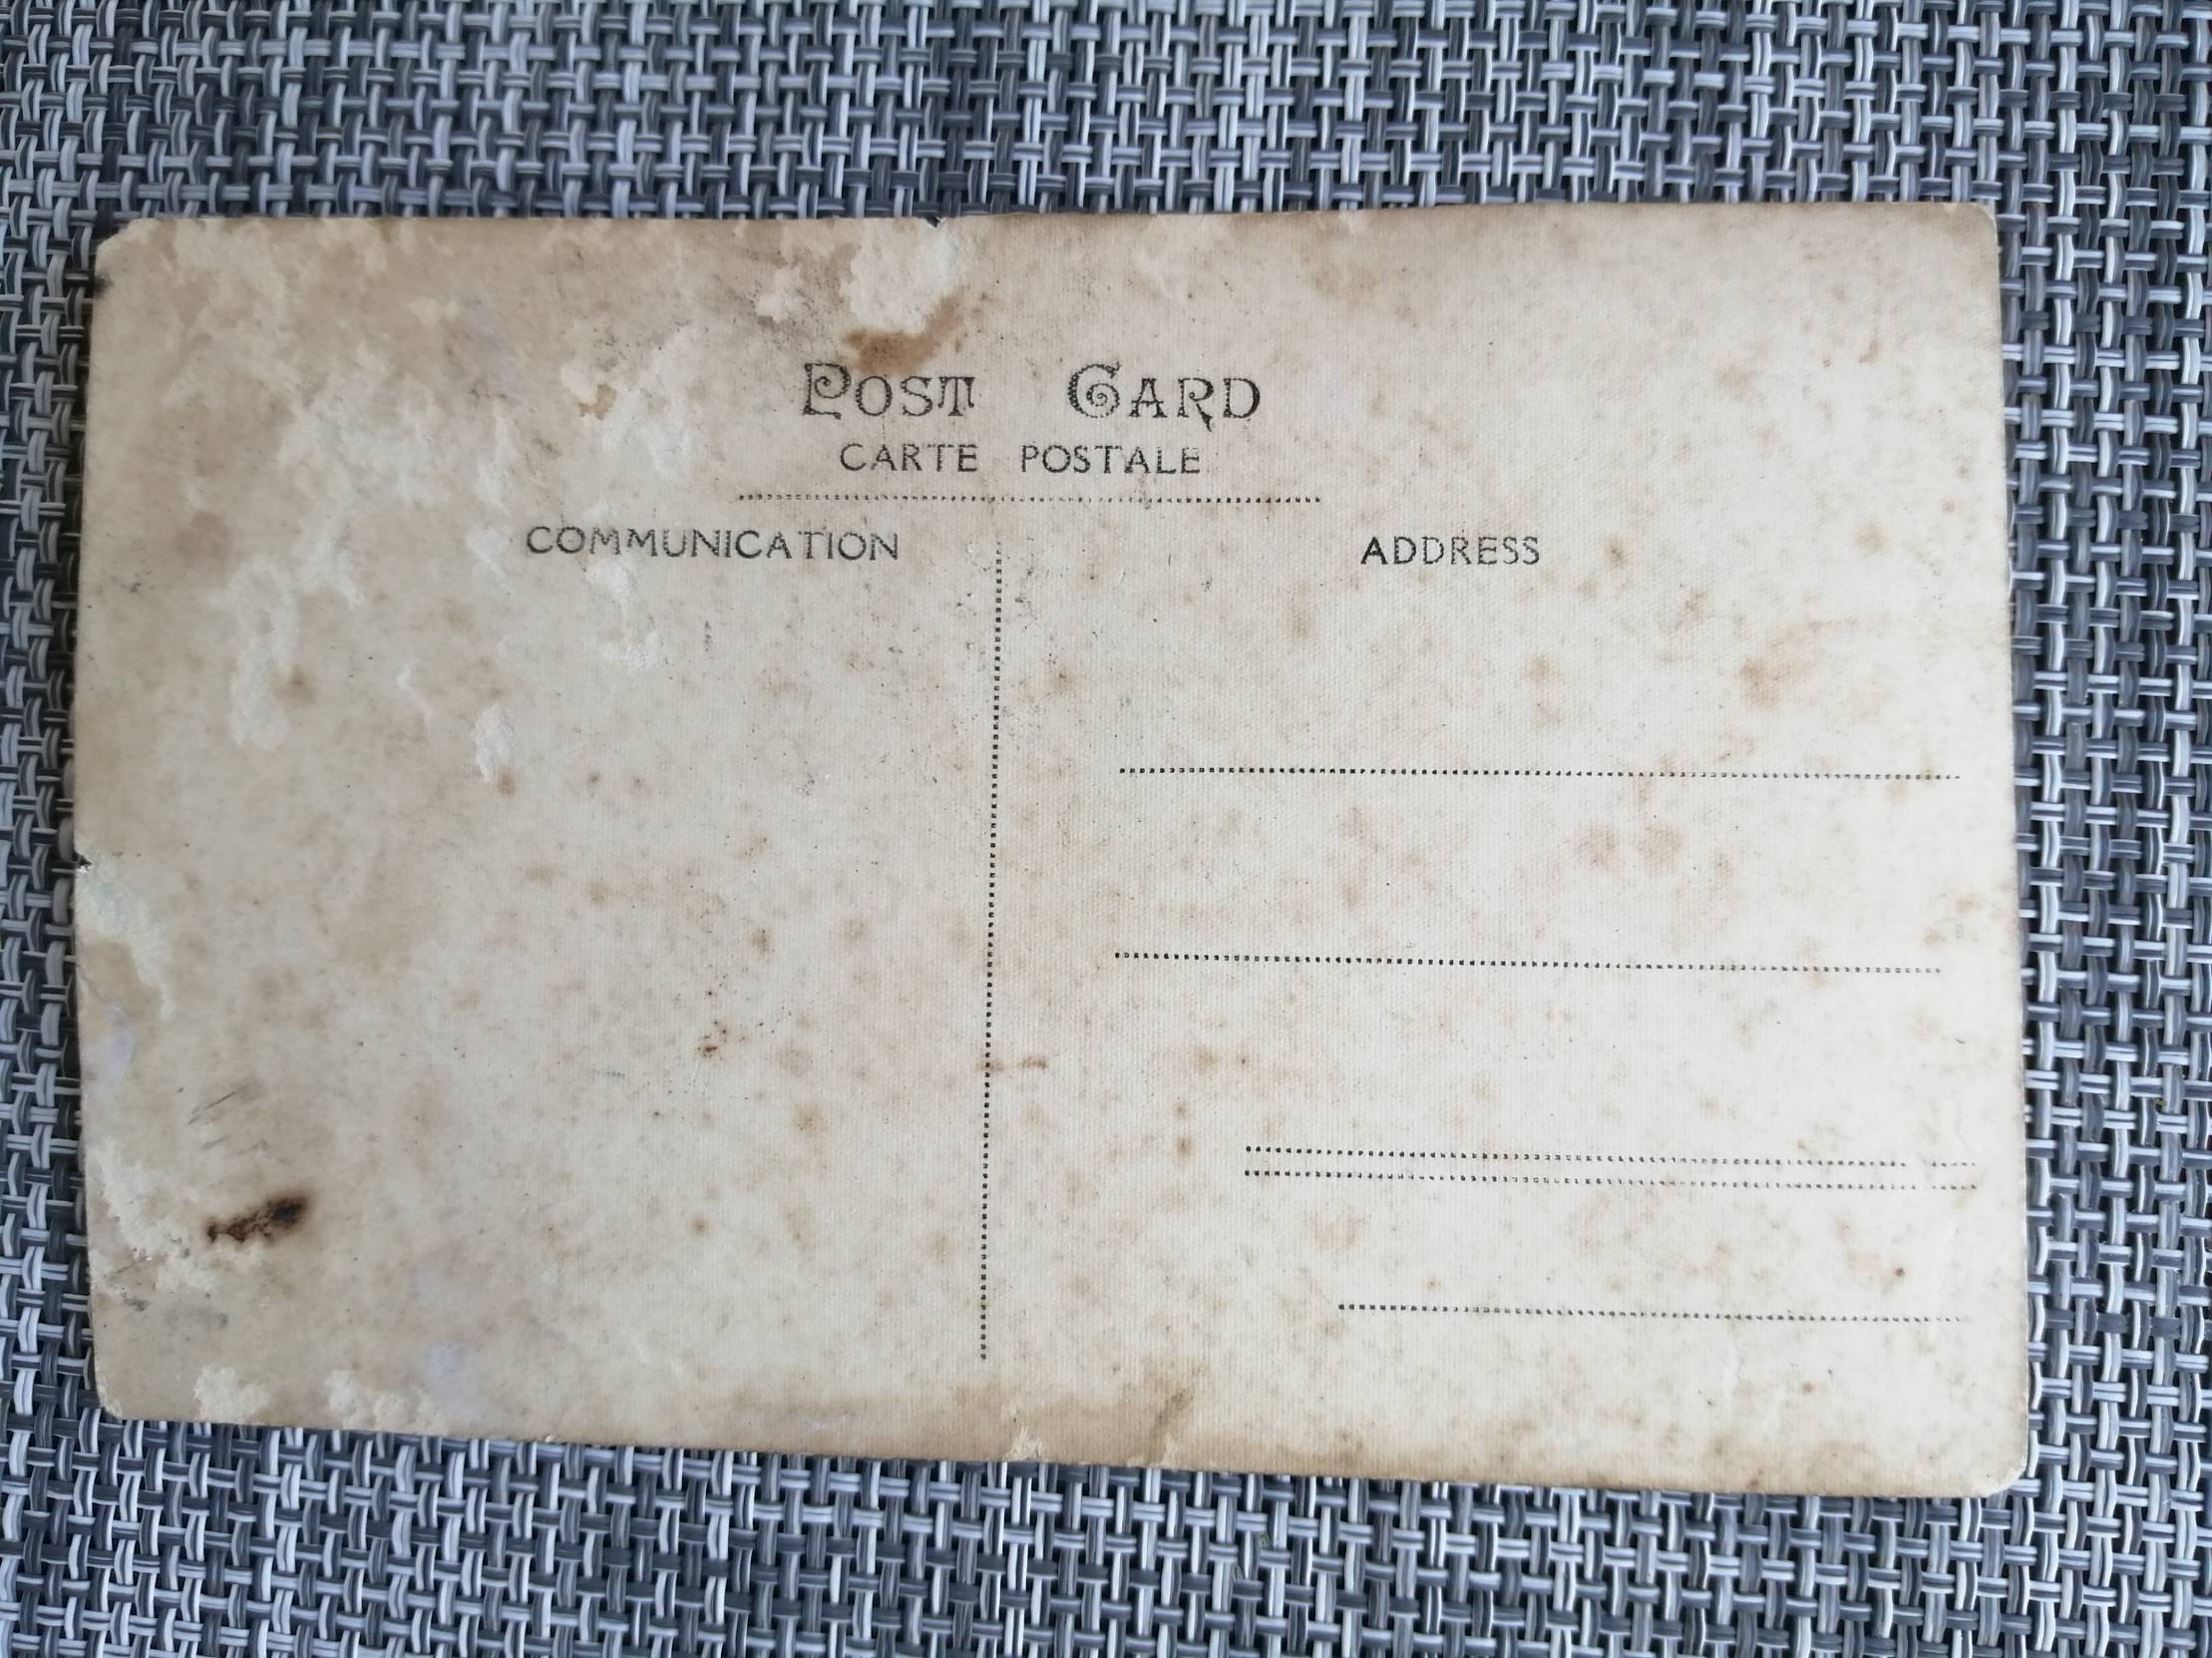 POST CARD
CARTE POSTALE
COMMUNICATION
ADDRESS